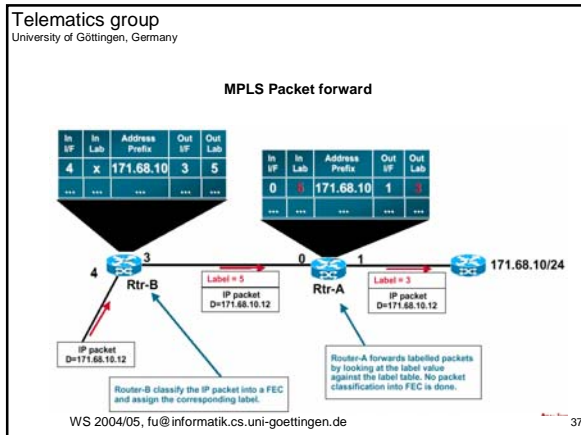 Telematics group
University of Göttingen, Germany
MPLS Packet forward
In I/F In Lab Address Prefix Out I/F Out Lab
4 x 171.68.10 3 5
... ... ... ... ...
In I/F In Lab Address Prefix Out I/F Out Lab
0 5 171.68.10 1 3
... ... ... ... ...
4 3 0 1
Rtr-B
Label = 5
IP packet
D=171.68.10.12
Rtr-A
Label = 3
IP packet
D=171.68.10.12
171.68.10/24
IP packet
D=171.68.10.12
Router-B classify the IP packet into a FEC
and assign the corresponding label.
Router-A forwards labelled packets
by looking at the label value
against the label table. No packet
classification into FEC is done.
WS 2004/05, fu@informatik.cs.uni-goettingen.de
37